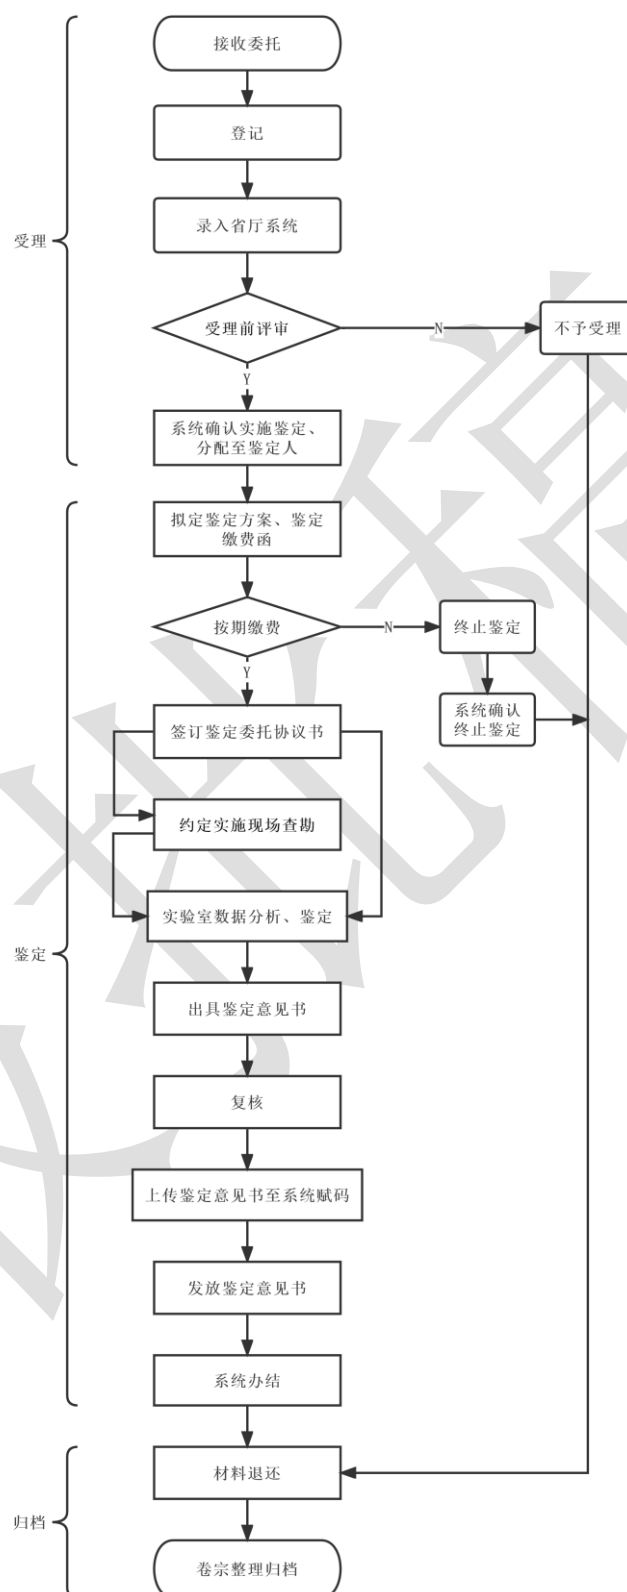 接收委托
登记
录入省厅系统
受理
受理前评审
N
不予受理
Y
系统确认实施鉴定、
分配至鉴定人
拟定鉴定方案、鉴定
缴费函
按期缴费
N
终止鉴定
Y
系统确认
终止鉴定
签订鉴定委托协议书
约定实施现场查勘
实验室数据分析、鉴定
鉴定
出具鉴定意见书
复核
上传鉴定意见书至系统赋码
发放鉴定意见书
系统办结
材料退还
归档
卷宗整理归档